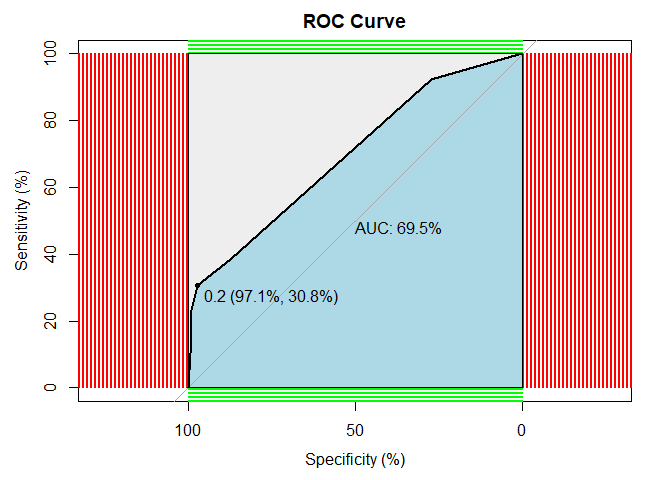 ROC Curve
Sensitivity (%)
100
80
60
40
20
0
AUC: 69.5%
0.2 (97.1%, 30.8%)
100
50
0
Specificity (%)